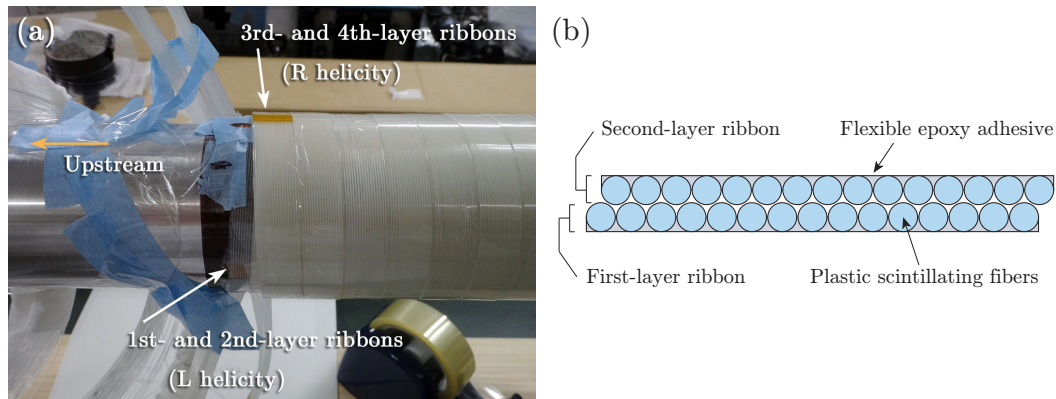 (a)
3rd- and 4th-layer ribbons
(R helicity)
Upstream
1st- and 2nd-layer ribbons
(L helicity)
(b)
Second-layer ribbon
Flexible epoxy adhesive
First-layer ribbon
Plastic scintillating fibers